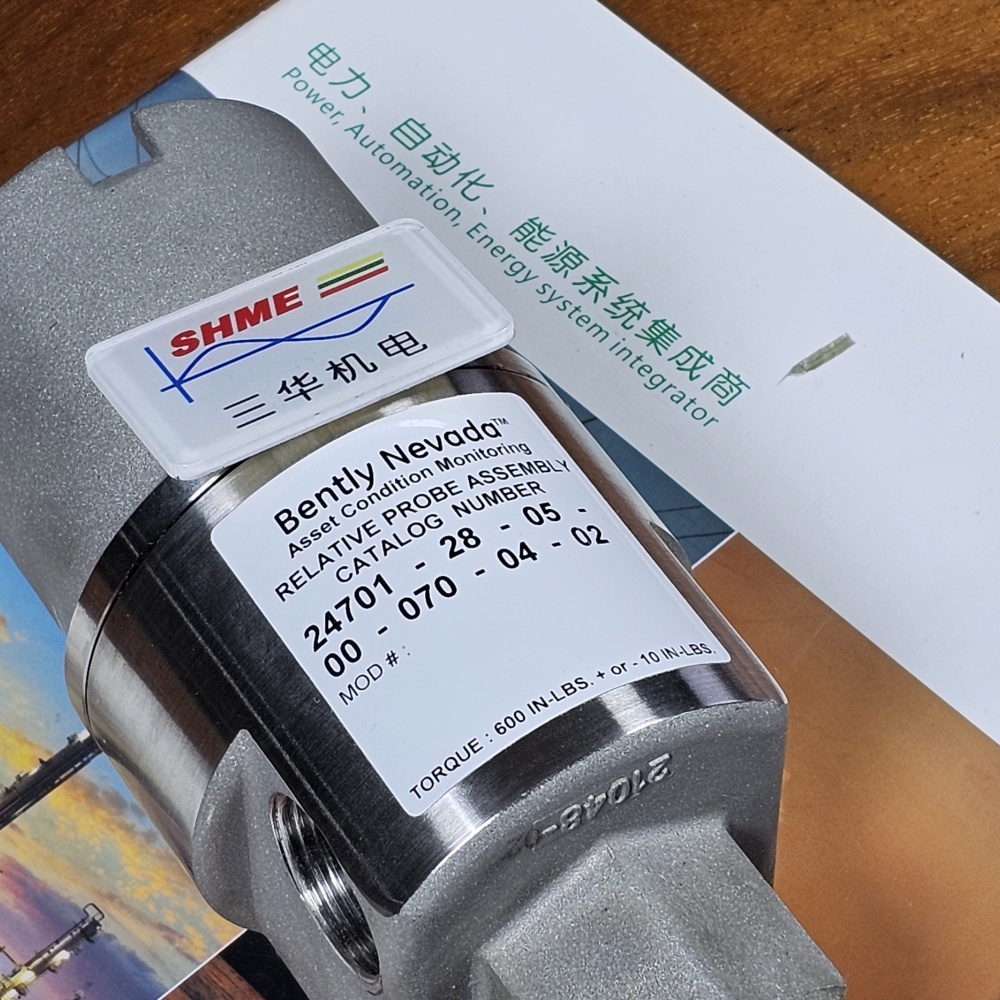 电力、自动化、能源系统集成商
Power, Automation, Energy system integrator
SHME
三华机电
Bently Nevada™
Asset Condition Monitoring
RELATIVE PROBE ASSEMBLY
CATALOG NUMBER
24701 - 28 - 05 -
00 - 070 - 04 - 02
MOD # :
TORQUE : 600 IN-LBS. + or - 10 IN-LBS.
21048-02